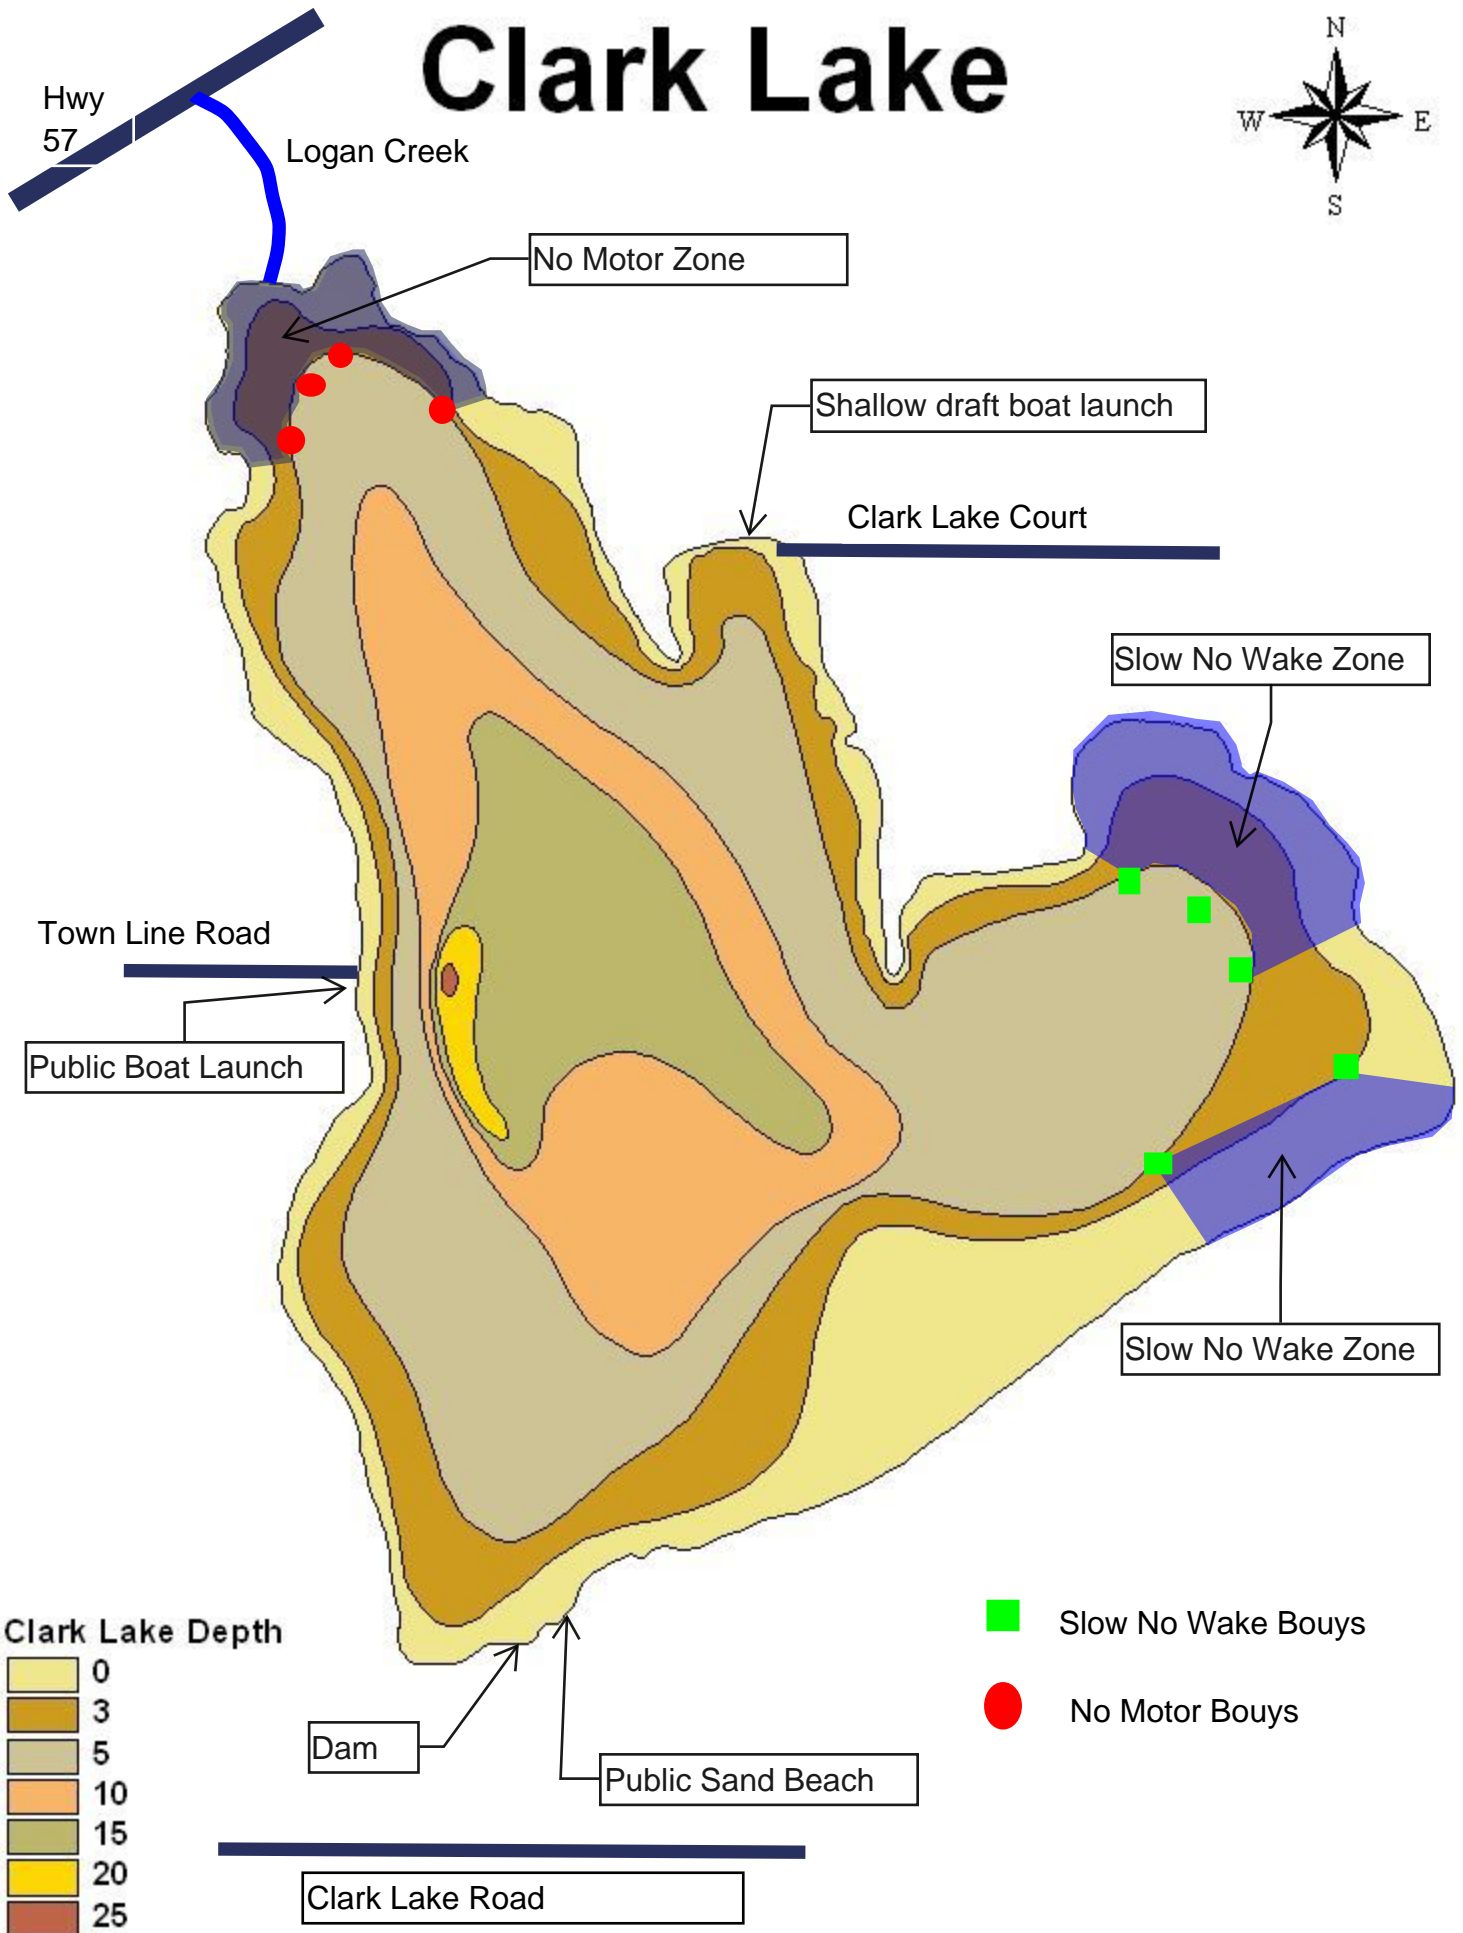 Clark Lake
N
W
E
S
Hwy
57
Logan Creek
No Motor Zone
Shallow draft boat launch
Clark Lake Court
Slow No Wake Zone
Town Line Road
Public Boat Launch
Slow No Wake Zone
Clark Lake Depth
0
3
5
10
15
20
25
Slow No Wake Bouys
No Motor Bouys
Dam
Public Sand Beach
Clark Lake Road